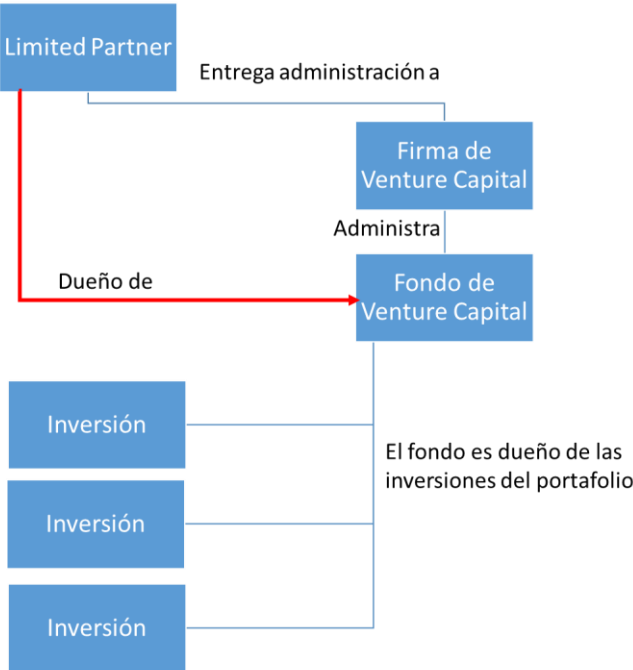 Limited Partner
Entrega administración a
Firma de
Venture Capital
Administra
Dueño de
Fondo de
Venture Capital
Inversión
El fondo es dueño de las
inversiones del portafolio
Inversión
Inversión